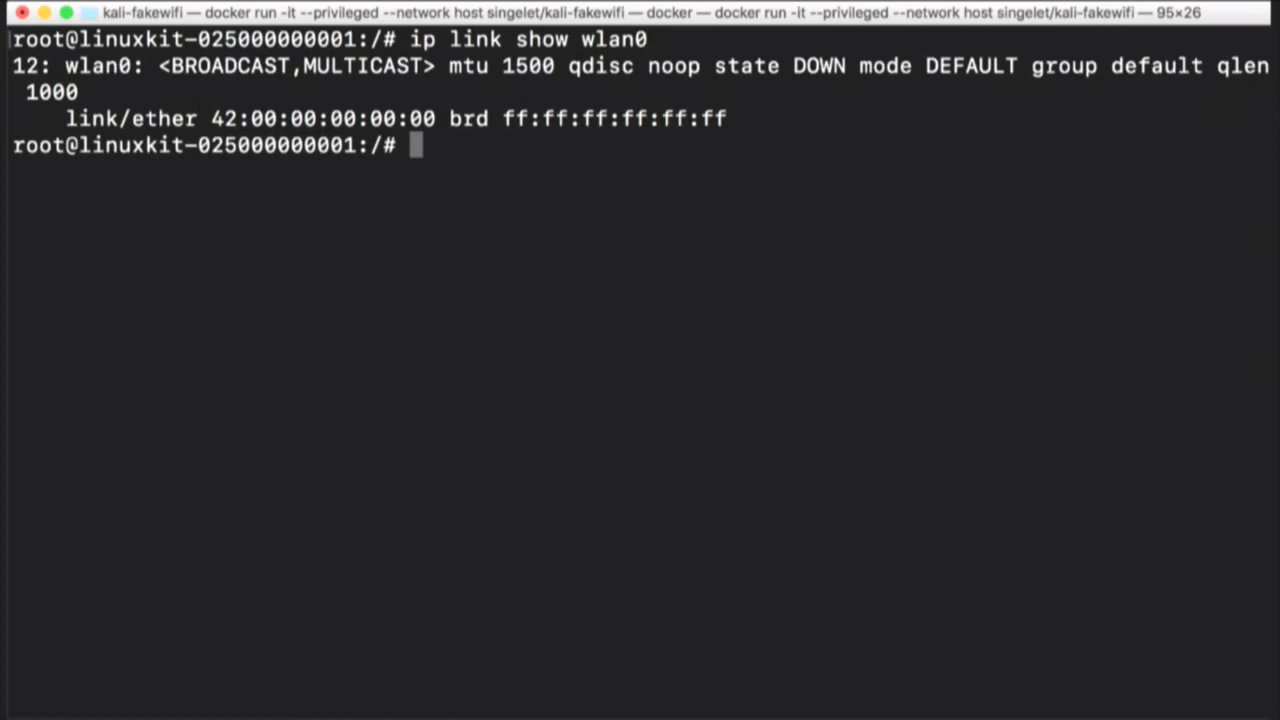 kali-fakewifi — docker run -it --privileged --network host singelet/kali-fakewifi — docker — docker run -it --privileged --network host singelet/kali-fakewifi — 95×26
root@linuxkit-025000000001:/# ip link show wlan0
12: wlan0: <BROADCAST,MULTICAST> mtu 1500 qdisc noop state DOWN mode DEFAULT group default qlen
 1000
    link/ether 42:00:00:00:00:00 brd ff:ff:ff:ff:ff:ff
root@linuxkit-025000000001:/#